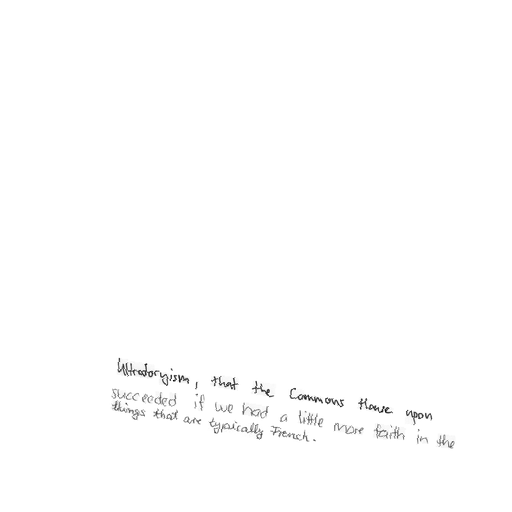 Ultratoryism, that the Commons House upon
succeeded if we had a little more faith in the
things that are typically French.